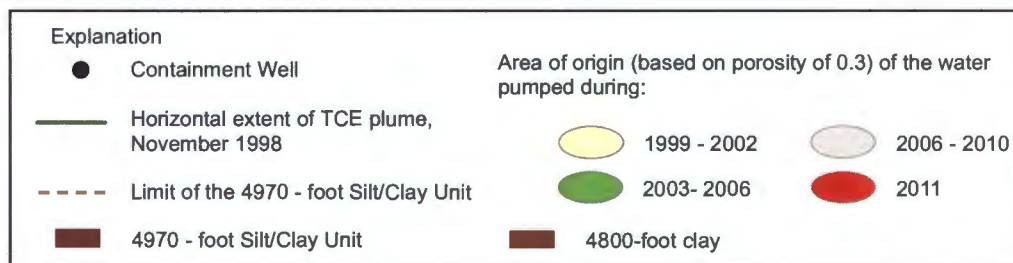 Explanation
Containment Well
Horizontal extent of TCE plume,
November 1998
Limit of the 4970 - foot Silt/Clay Unit
4970 - foot Silt/Clay Unit
Area of origin (based on porosity of 0.3) of the water
pumped during:
1999 - 2002
2006 - 2010
2003- 2006
2011
4800-foot clay